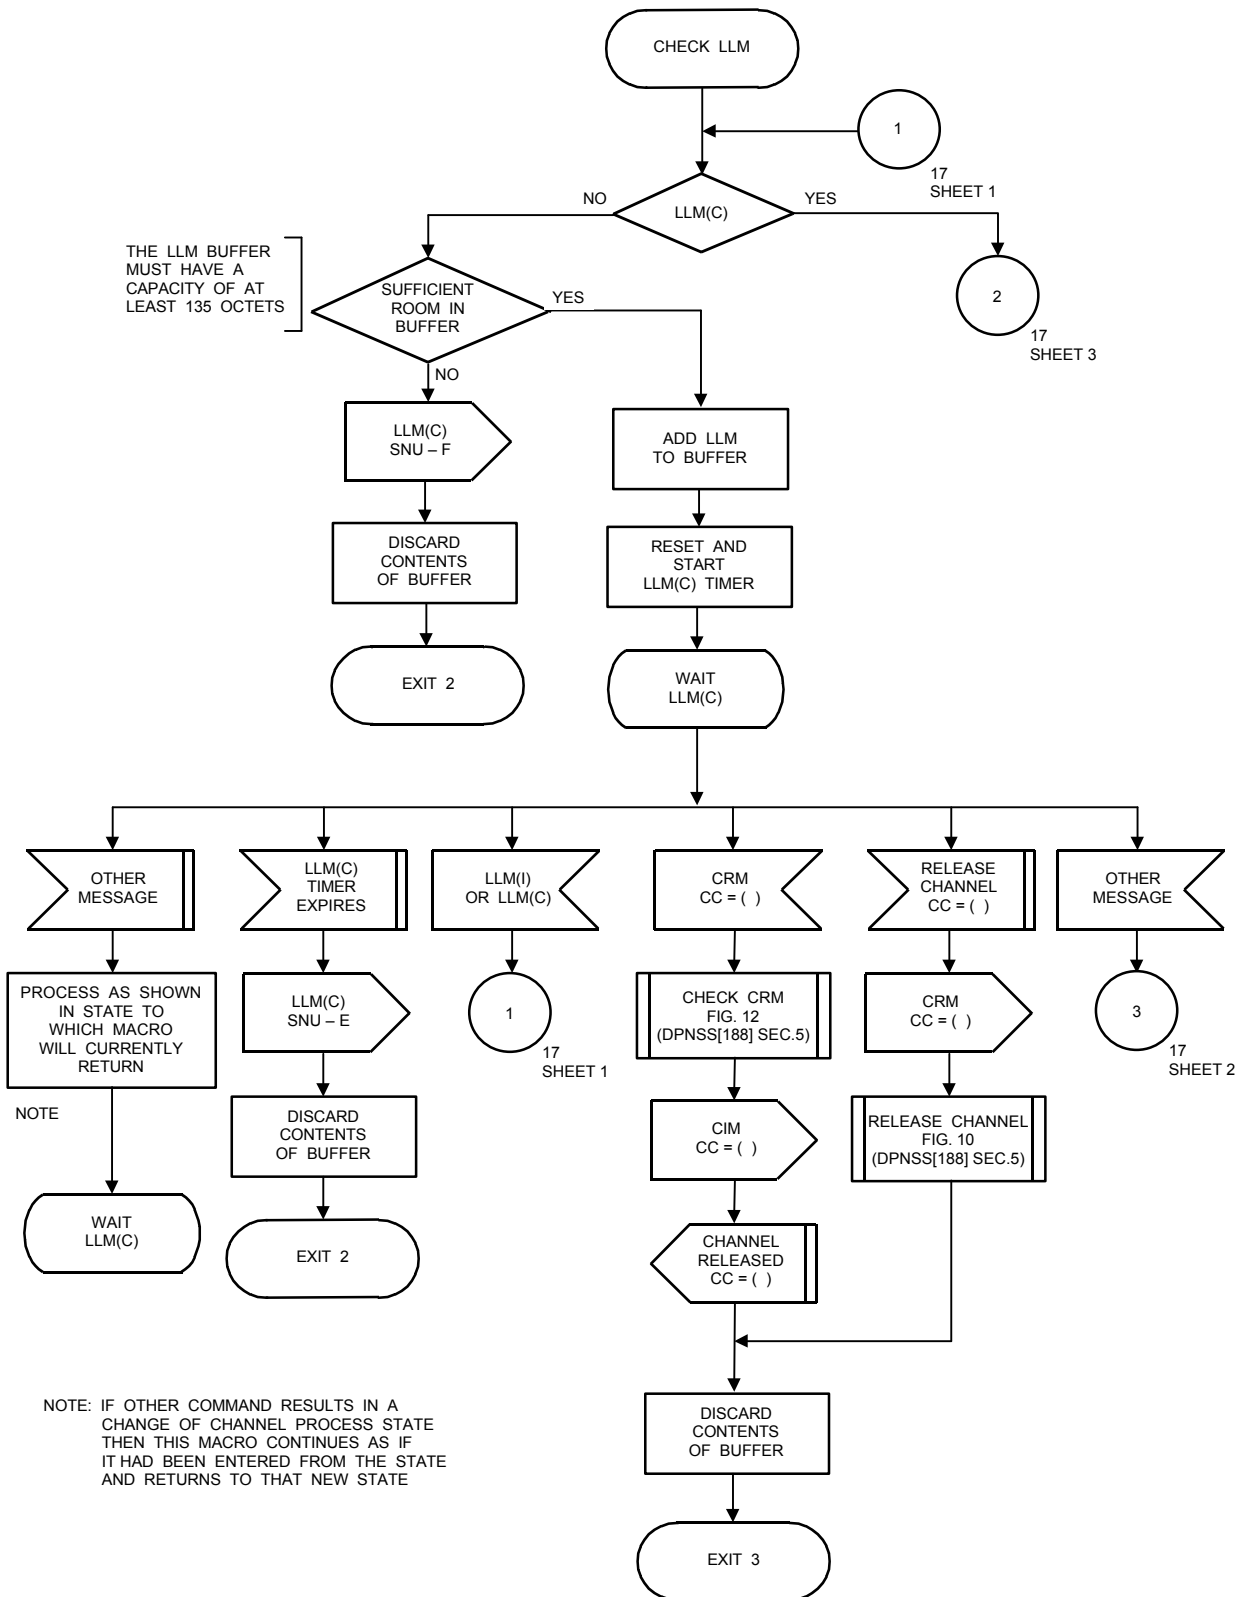 CHECK LLM
1
17
SHEET 1
LLM(C)
NO
YES
THE LLM BUFFER
MUST HAVE A
CAPACITY OF AT
LEAST 135 OCTETS
SUFFICIENT
ROOM IN
BUFFER
YES
2
17
SHEET 3
NO
LLM(C)
SNU – F
ADD LLM
TO BUFFER
DISCARD
CONTENTS
OF BUFFER
RESET AND
START
LLM(C) TIMER
EXIT 2
WAIT
LLM(C)
OTHER
MESSAGE
LLM(C)
TIMER
EXPIRES
LLM(I)
OR LLM(C)
CRM
CC = ( )
RELEASE
CHANNEL
CC = ( )
OTHER
MESSAGE
PROCESS AS SHOWN
IN STATE TO
WHICH MACRO
WILL CURRENTLY
RETURN
LLM(C)
SNU – E
1
17
SHEET 1
CHECK CRM
FIG. 12
(DPNSS[188] SEC.5)
CRM
CC = ( )
3
17
SHEET 2
NOTE
DISCARD
CONTENTS
OF BUFFER
CIM
CC = ( )
RELEASE CHANNEL
FIG. 10
(DPNSS[188] SEC.5)
WAIT
LLM(C)
EXIT 2
CHANNEL
RELEASED
CC = ( )
NOTE: IF OTHER COMMAND RESULTS IN A
CHANGE OF CHANNEL PROCESS STATE
THEN THIS MACRO CONTINUES AS IF
IT HAD BEEN ENTERED FROM THE STATE
AND RETURNS TO THAT NEW STATE
DISCARD
CONTENTS
OF BUFFER
EXIT 3